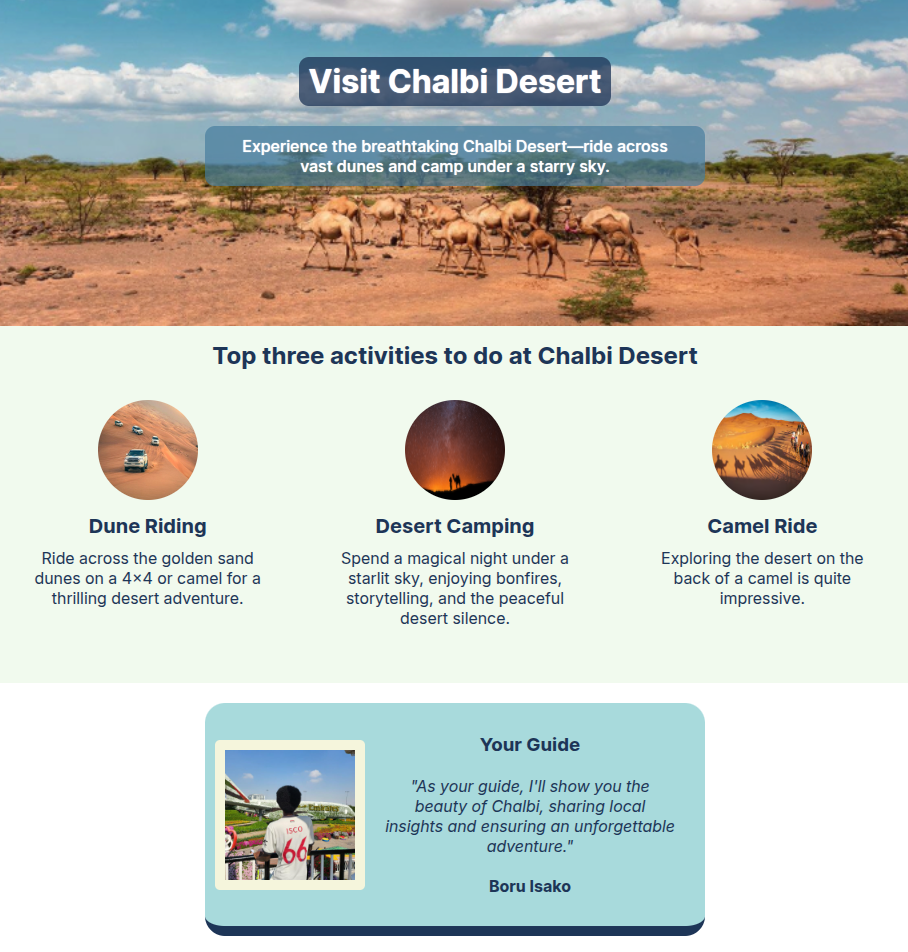 Visit Chalbi Desert
Experience the breathtaking Chalbi Desert—ride across
vast dunes and camp under a starry sky.
Top three activities to do at Chalbi Desert
Dune Riding
Ride across the golden sand
dunes on a 4×4 or camel for a
thrilling desert adventure.
Desert Camping
Spend a magical night under a
starlit sky, enjoying bonfires,
storytelling, and the peaceful
desert silence.
Camel Ride
Exploring the desert on the
back of a camel is quite
impressive.
Your Guide
"As your guide, I'll show you the
beauty of Chalbi, sharing local
insights and ensuring an unforgettable
adventure."
Boru Isako
Emirates
ISCO
66